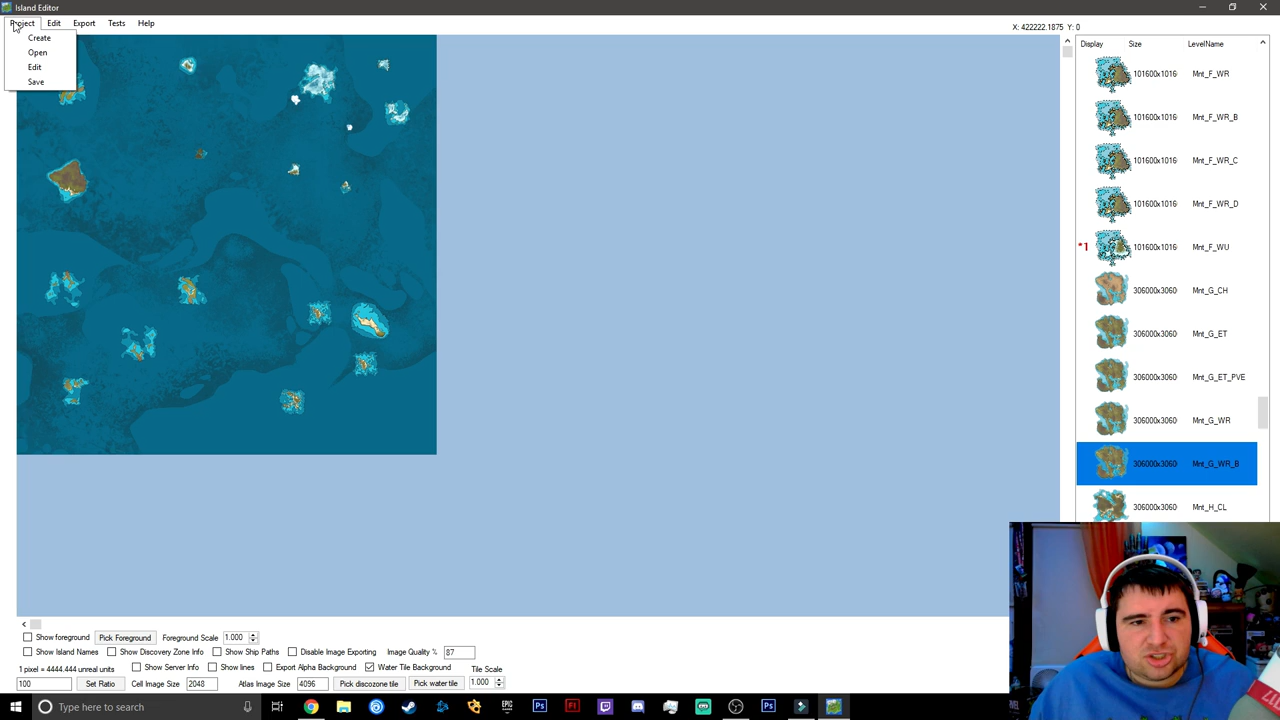 Island Editor
Project Edit Export Tests Help
X: 422222.1875 Y: 0
Create
Open
Edit
Save
Display Size LevelName
101600x1016 Mnt_F_WR
101600x1016 Mnt_F_WR_B
101600x1016 Mnt_F_WR_C
101600x1016 Mnt_F_WR_D
*1 101600x1016 Mnt_F_WU
306000x3060 Mnt_G_CH
306000x3060 Mnt_G_ET
306000x3060 Mnt_G_ET_PVE
306000x3060 Mnt_G_WR
306000x3060 Mnt_G_WR_B
306000x3060 Mnt_H_CL
Show foreground Pick Foreground Foreground Scale 1.000
Show Island Names Show Discovery Zone Info Show Ship Paths Disable Image Exporting Image Quality % 87
1 pixel = 4444.444 unreal units Show Server Info Show lines Export Alpha Background Water Tile Background Tile Scale
100 Set Ratio Cell Image Size 2048 Atlas Image Size 4096 Pick discozone tile Pick water tile 1.000
Type here to search
EPIC
Ps
Fl
Ps